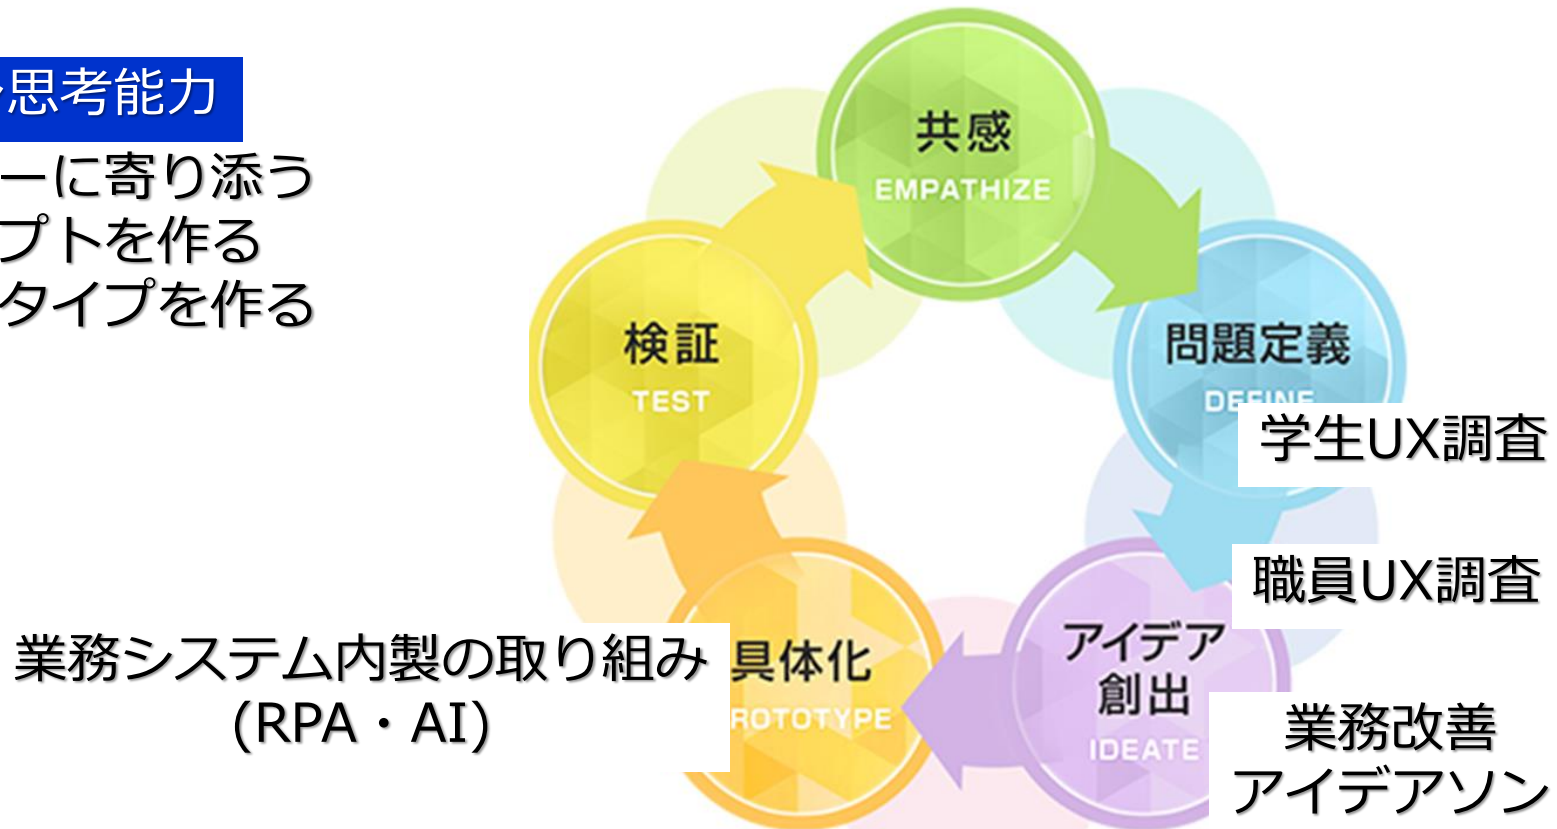 思考能力
ーに寄り添う
プトを作る
タイプを作る
共感
EMPATHIZE
検証
TEST
問題定義
DEFINE
学生UX調査
職員UX調査
アイデア
創出
IDEATE
業務改善
アイデアソン
具体化
ROTOTYPE
業務システム内製の取り組み
(RPA・AI)